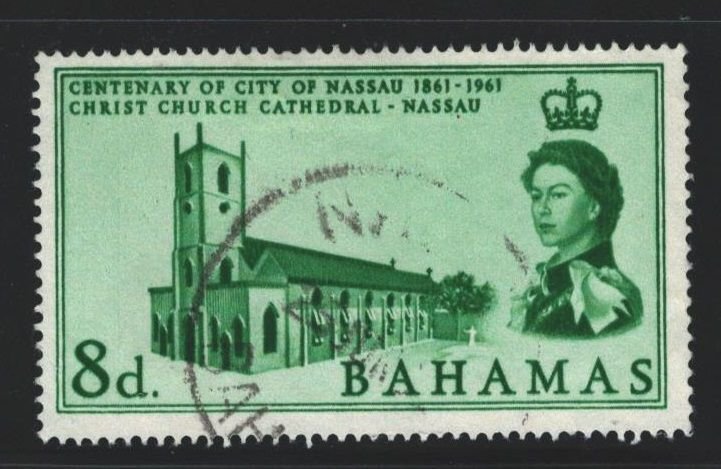 CENTENARY OF CITY OF NASSAU 1861-1961
CHRIST CHURCH CATHEDRAL - NASSAU
8d. BAHAMAS